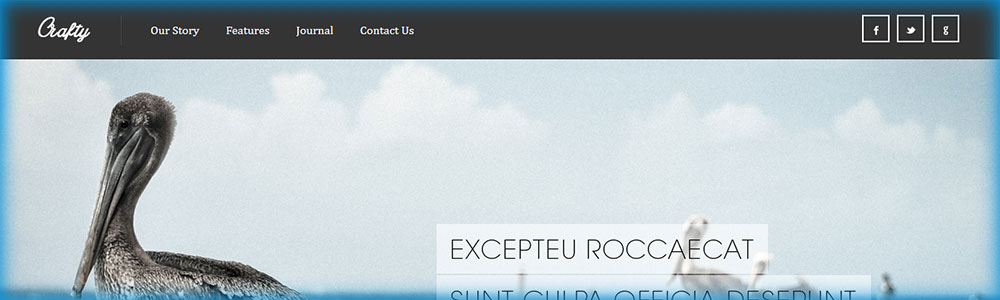 Crafty
Our Story Features Journal Contact Us
f g
EXCEPTEU ROCCAECAT
SUNT CULPA OFFICIA DESERUNT